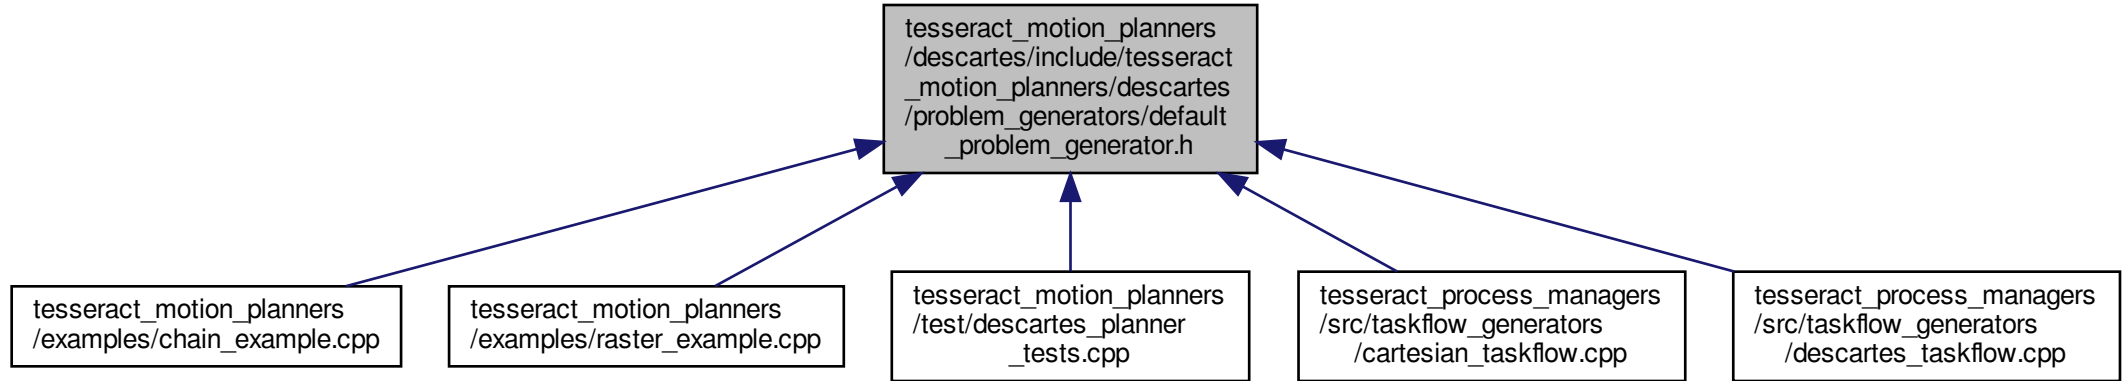 tesseract_motion_planners
/descartes/include/tesseract
_motion_planners/descartes
/problem_generators/default
_problem_generator.h
tesseract_motion_planners
/examples/chain_example.cpp
tesseract_motion_planners
/examples/raster_example.cpp
tesseract_motion_planners
/test/descartes_planner
_tests.cpp
tesseract_process_managers
/src/taskflow_generators
/cartesian_taskflow.cpp
tesseract_process_managers
/src/taskflow_generators
/descartes_taskflow.cpp